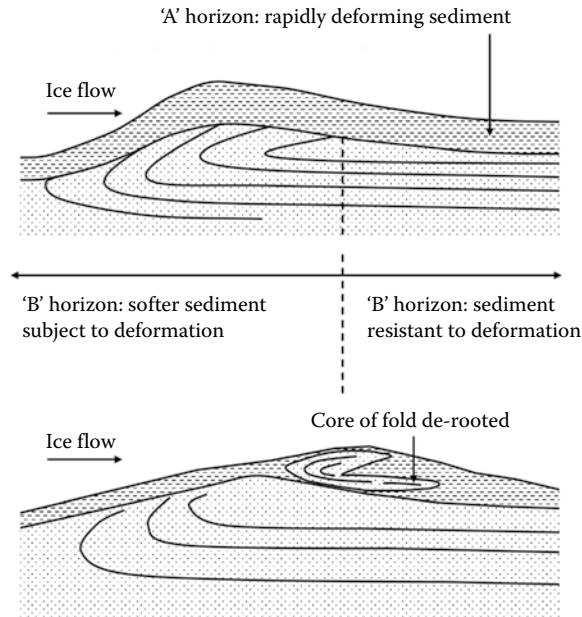 ‘A’ horizon: rapidly deforming sediment
Ice flow
‘B’ horizon: softer sediment
subject to deformation
‘B’ horizon: sediment
resistant to deformation
Core of fold de-rooted
Ice flow